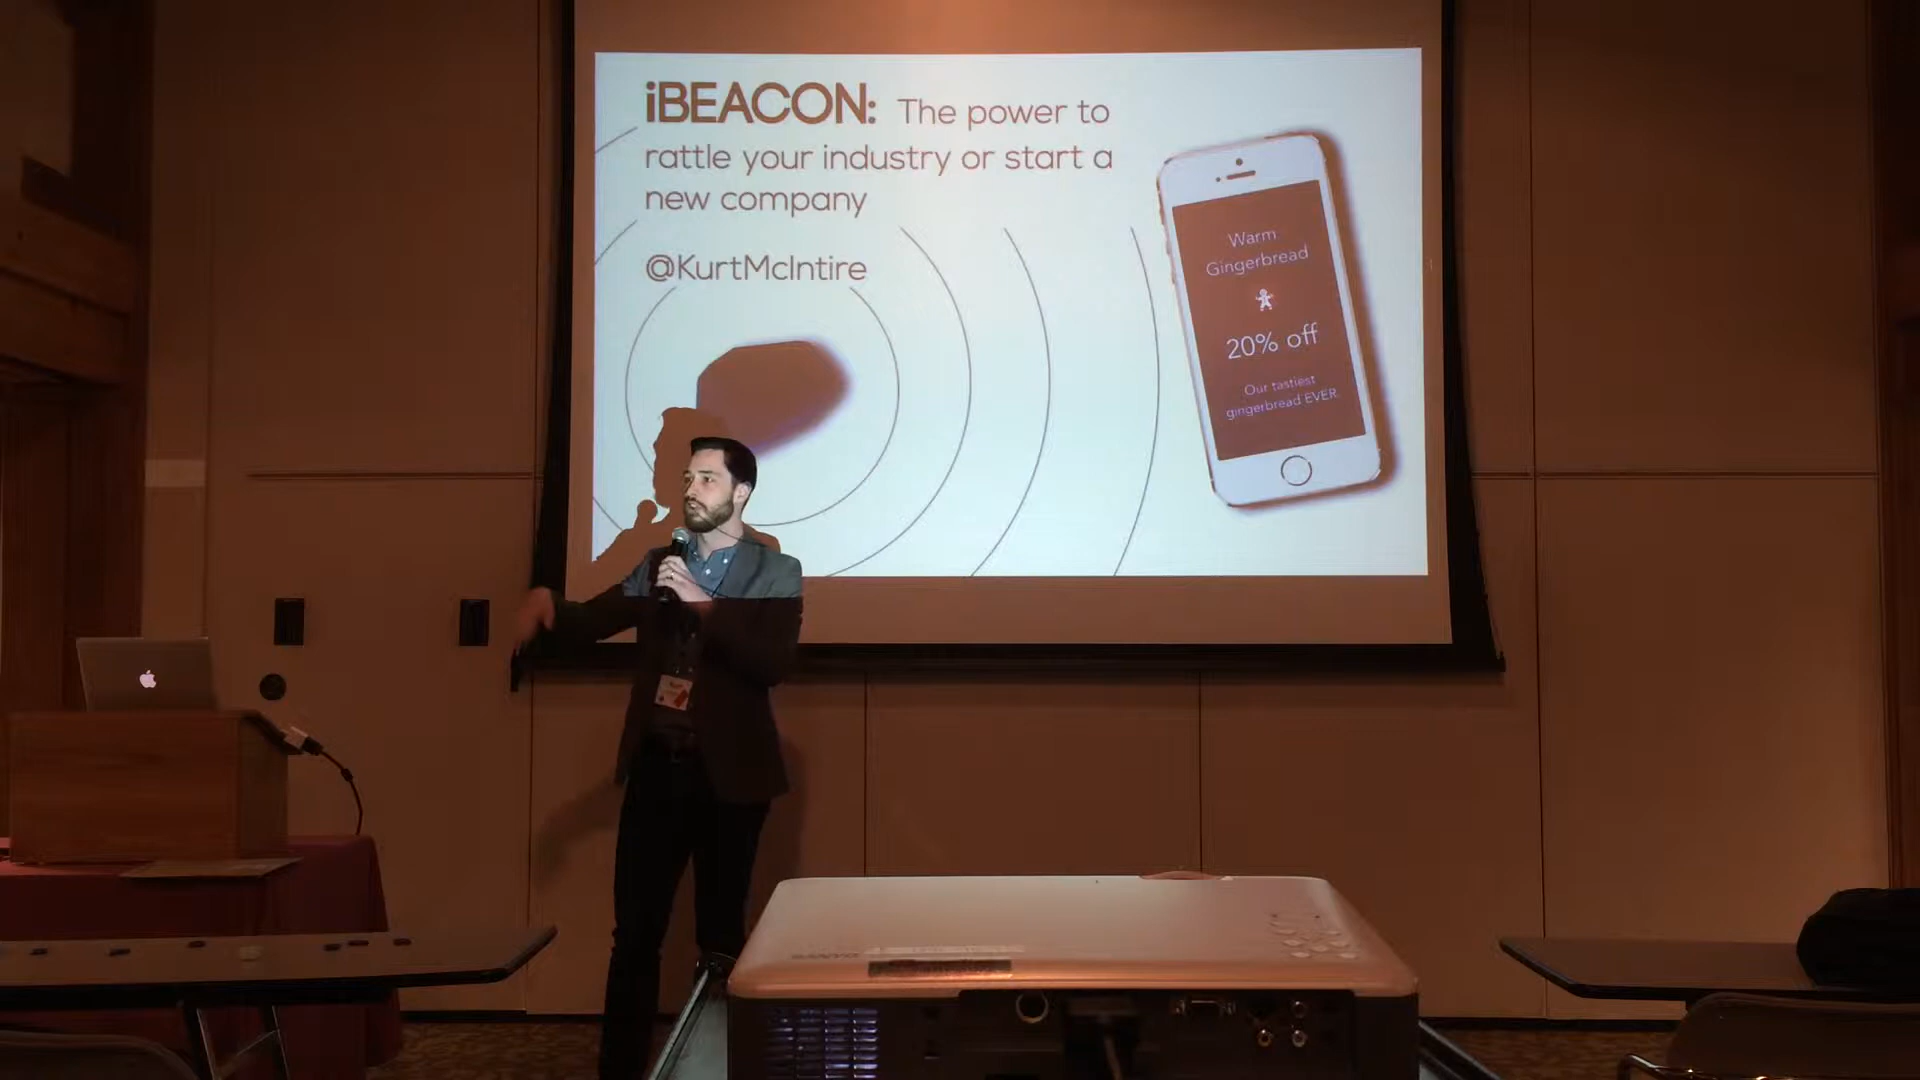 iBEACON: The power to
rattle your industry or start a
new company
@KurtMcIntire
Warm
Gingerbread
20% off
Our tastiest
gingerbread EVER.
SANYO